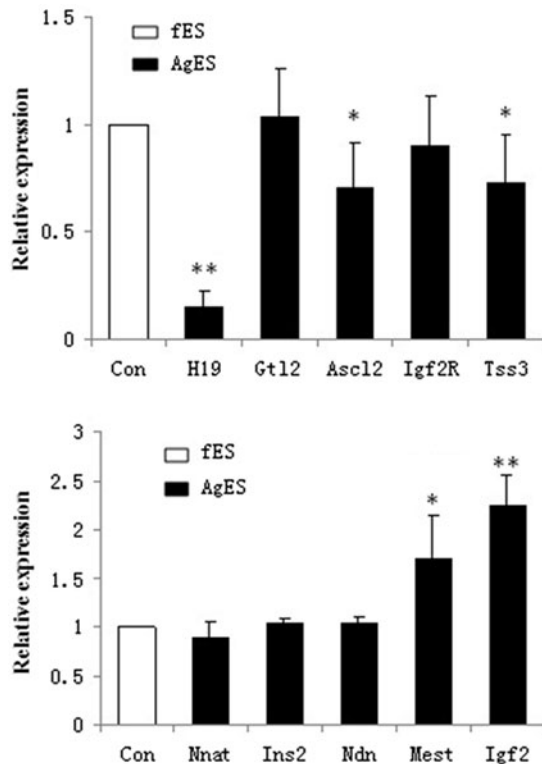 1.5
fES
AgES
**
*
*
1
0.5
0
Relative expression
Con H19 Gtl2 Ascl2 Igf2R Tss3
3
fES
AgES
**
*
2.5
2
1.5
1
0.5
0
Relative expression
Con Nnat Ins2 Ndn Mest Igf2